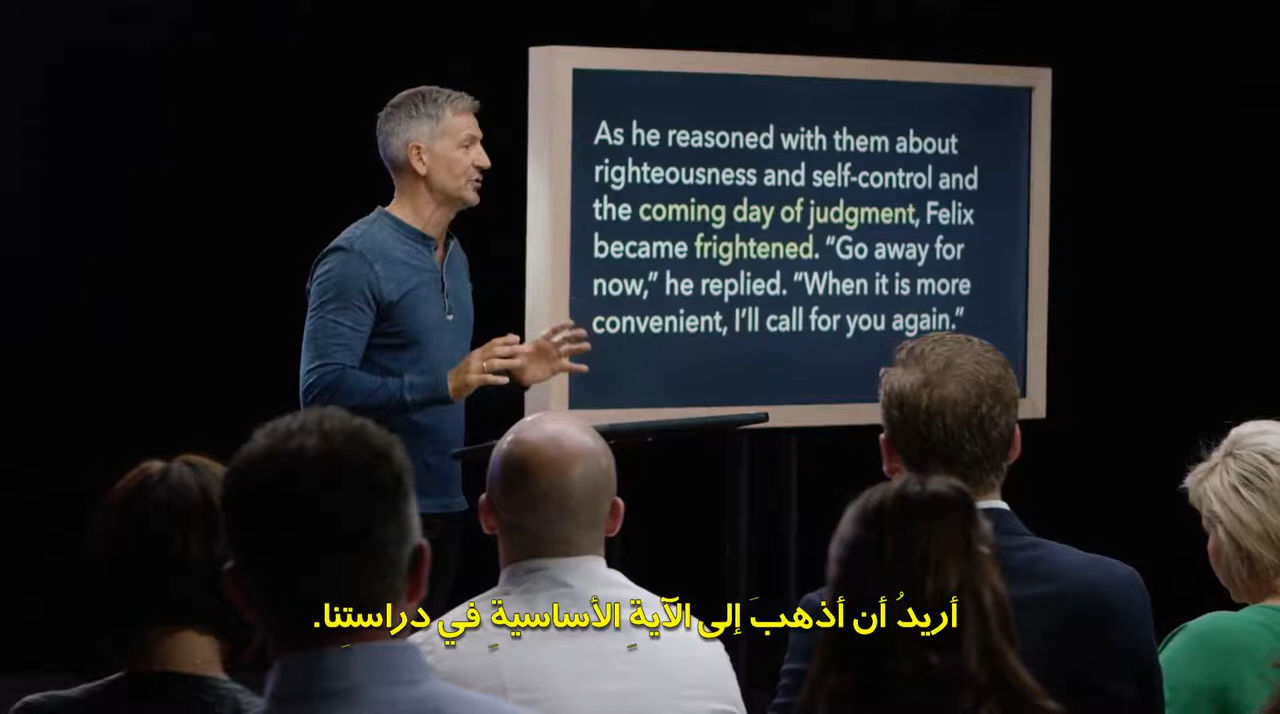 As he reasoned with them about
righteousness and self-control and
the coming day of judgment, Felix
became frightened. “Go away for
now,” he replied. “When it is more
convenient, I’ll call for you again.”
أريدُ أن أذهبَ إلى الآيةِ الأساسيةِ في دراستِنا.